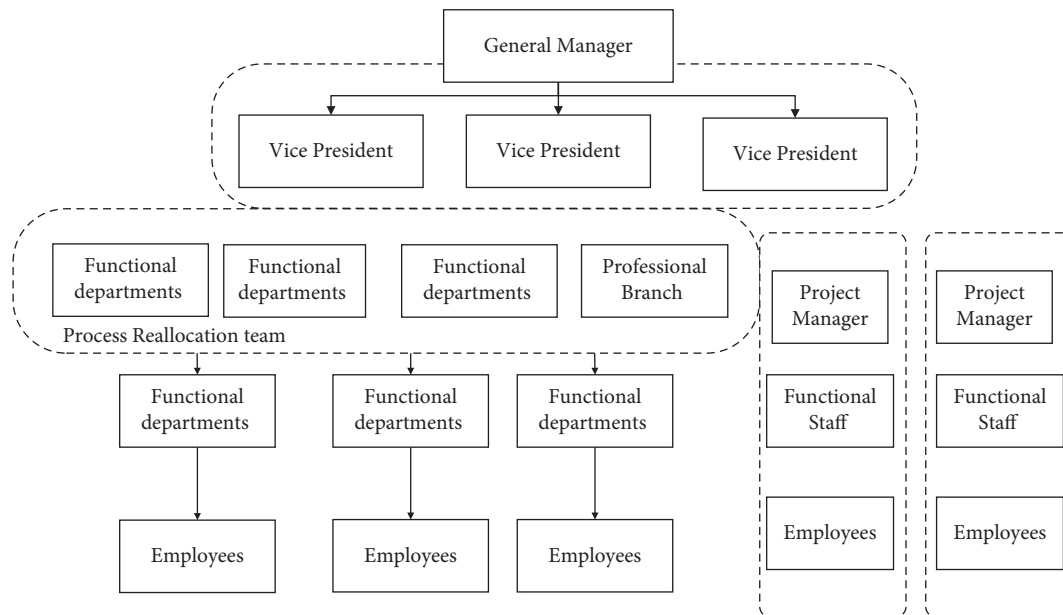 General Manager
Vice President
Vice President
Vice President
Functional
departments
Functional
departments
Functional
departments
Professional
Branch
Process Reallocation team
Project
Manager
Project
Manager
Functional
departments
Functional
departments
Functional
departments
Functional
Staff
Functional
Staff
Employees
Employees
Employees
Employees
Employees